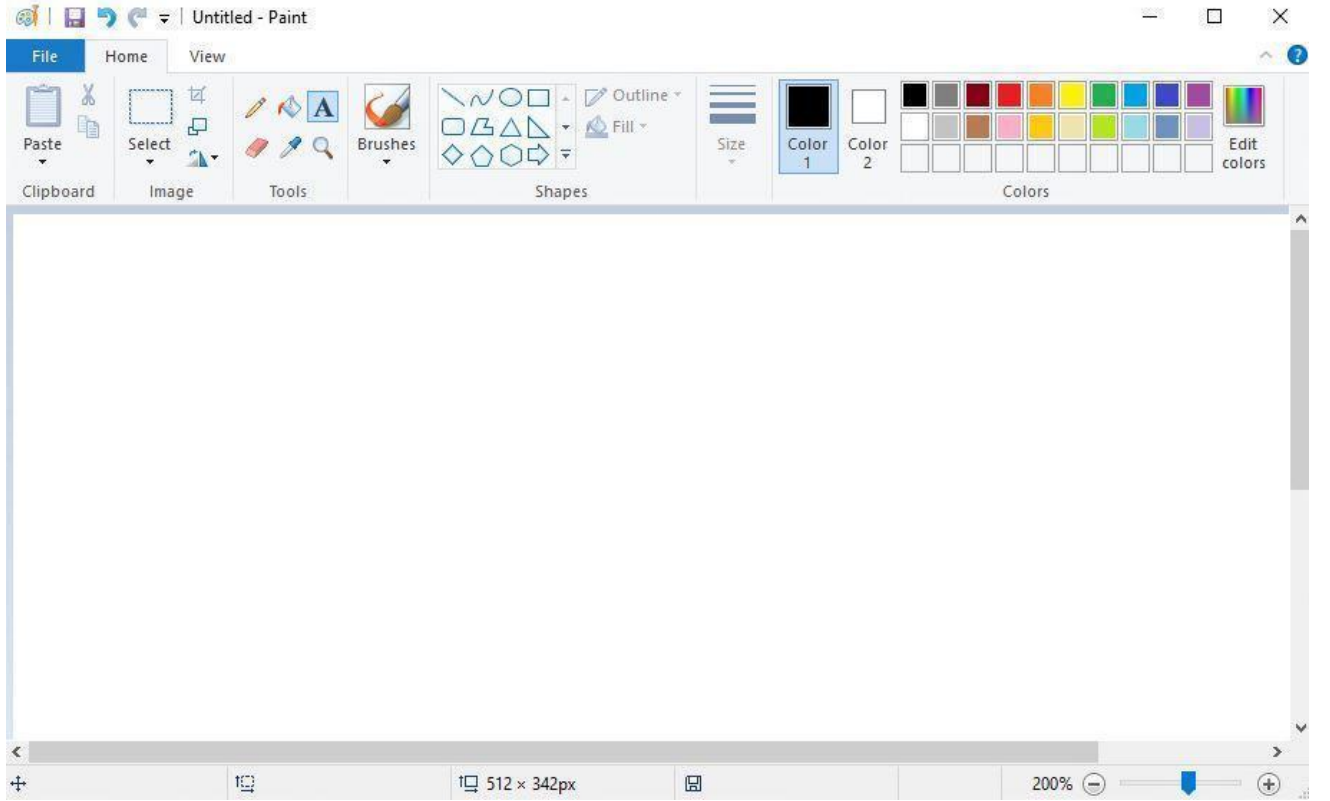 Untitled - Paint
File Home View
Paste
Select
A
Brushes
Outline
Fill
Size
Color 1
Color 2
Edit colors
Clipboard Image Tools Shapes Colors
512 × 342px
200%